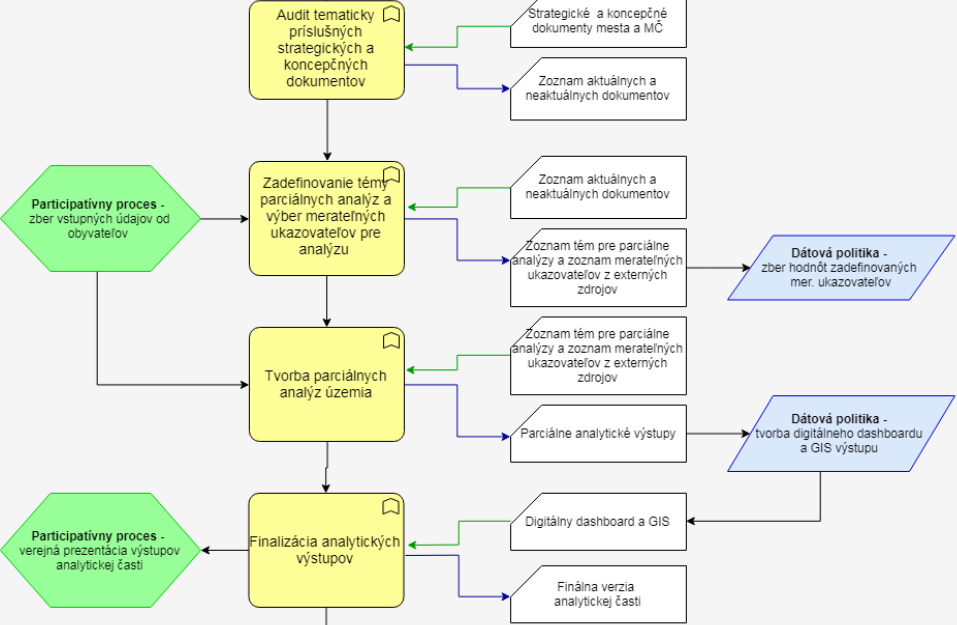 Audit tematicky
príslušných
strategických a
koncepčných
dokumentov
Strategické a koncepčné
dokumenty mesta a MČ
Zoznam aktuálnych a
neaktuálnych dokumentov
Participatívny proces -
zber vstupných údajov od
obyvateľov
Zadefinovanie témy
parciálnych analýz a
výber merateľných
ukazovateľov pre
analýzu
Zoznam aktuálnych a
neaktuálnych dokumentov
Zoznam tém pre parciálne
analýzy a zoznam merateľných
ukazovateľov z externých
zdrojov
Dátová politika -
zber hodnôt zadefinovaných
mer. ukazovateľov
Tvorba parciálnych
analýz územia
Zoznam tém pre parciálne
analýzy a zoznam merateľných
ukazovateľov z externých
zdrojov
Parciálne analytické výstupy
Dátová politika -
tvorba digitálneho dashboardu
a GIS výstupu
Participatívny proces -
verejná prezentácia výstupov
analytickej časti
Finalizácia analytických
výstupov
Digitálny dashboard a GIS
Finálna verzia
analytickej časti